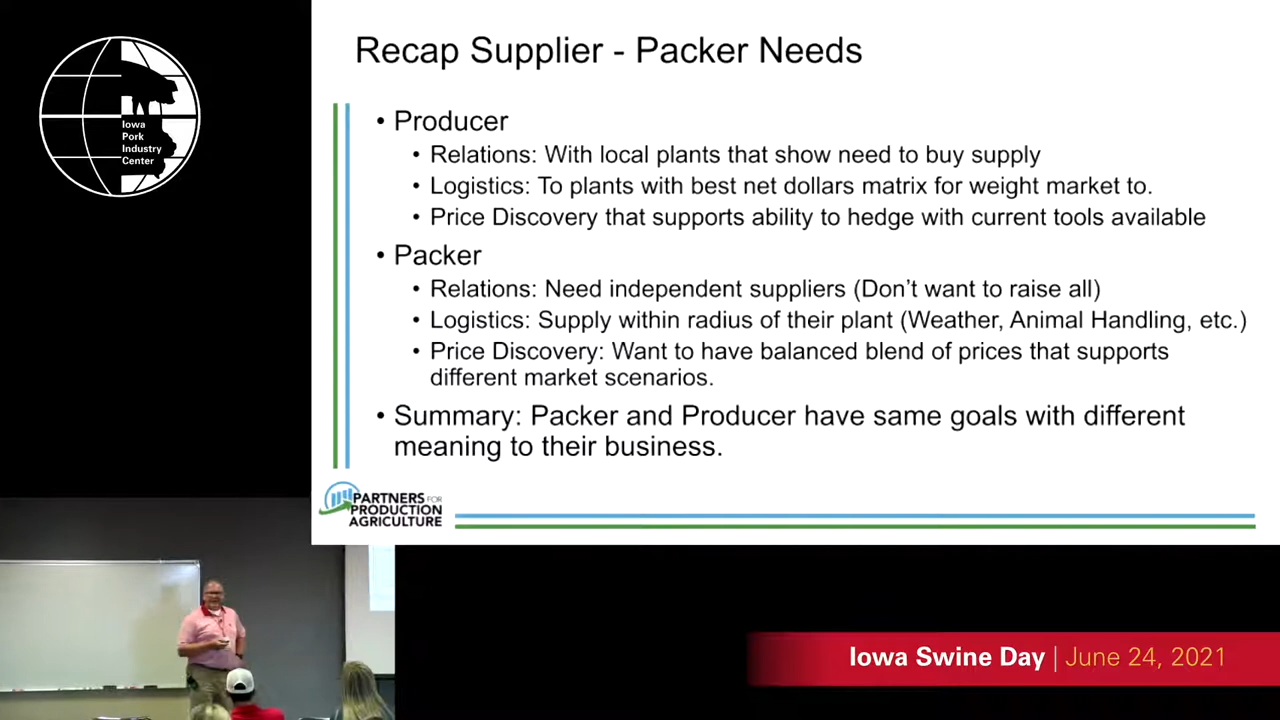 Iowa
Pork
Industry
Center
Recap Supplier - Packer Needs
• Producer
• Relations: With local plants that show need to buy supply
• Logistics: To plants with best net dollars matrix for weight market to.
• Price Discovery that supports ability to hedge with current tools available
• Packer
• Relations: Need independent suppliers (Don't want to raise all)
• Logistics: Supply within radius of their plant (Weather, Animal Handling, etc.)
• Price Discovery: Want to have balanced blend of prices that supports
different market scenarios.
• Summary: Packer and Producer have same goals with different
meaning to their business.
PARTNERS FOR
PRODUCTION
AGRICULTURE
Iowa Swine Day | June 24, 2021